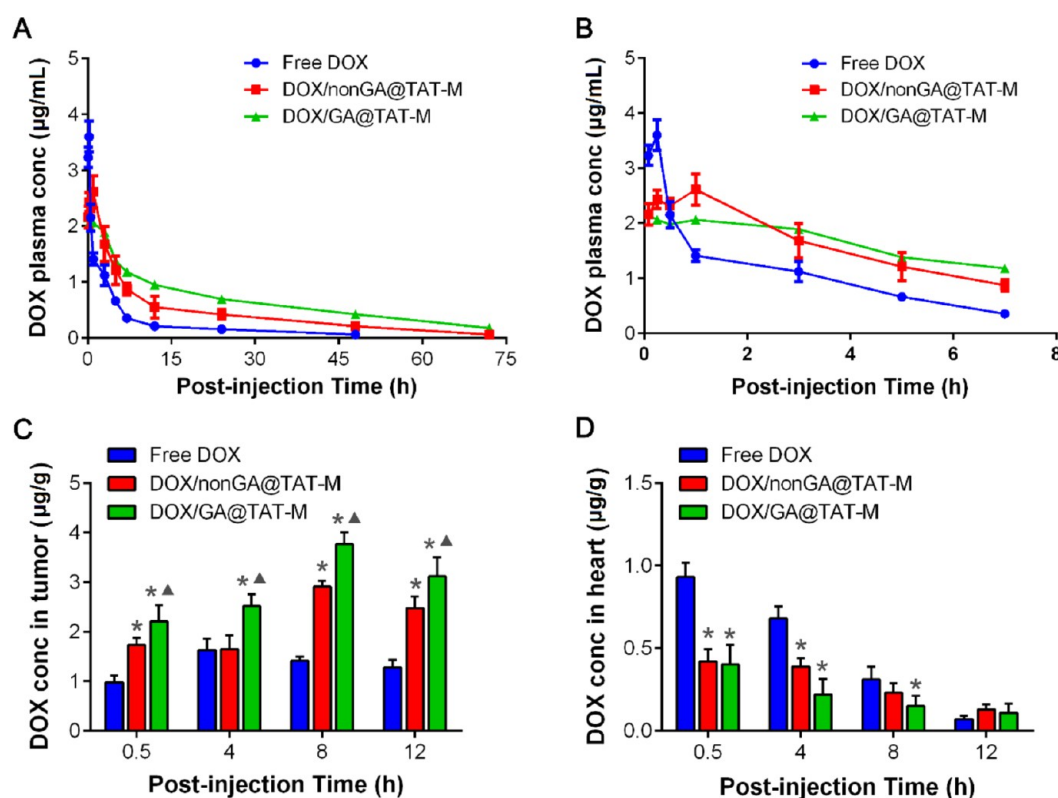 A
Free DOX
DOX/nonGA@TAT-M
DOX/GA@TAT-M
DOX plasma conc (µg/mL)
5
4
3
2
1
0
0 15 30 45 60 75
Post-injection Time (h)
B
Free DOX
DOX/nonGA@TAT-M
DOX/GA@TAT-M
DOX plasma conc (µg/mL)
5
4
3
2
1
0
0 2 4 6 8
Post-injection Time (h)
C
Free DOX
DOX/nonGA@TAT-M
DOX/GA@TAT-M
DOX conc in tumor (µg/g)
5
4
3
2
1
0
* *▲ *▲ * *▲ * *▲
0.5 4 8 12
Post-injection Time (h)
D
Free DOX
DOX/nonGA@TAT-M
DOX/GA@TAT-M
DOX conc in heart (µg/g)
1.5
1.0
0.5
0.0
* * * * *
0.5 4 8 12
Post-injection Time (h)